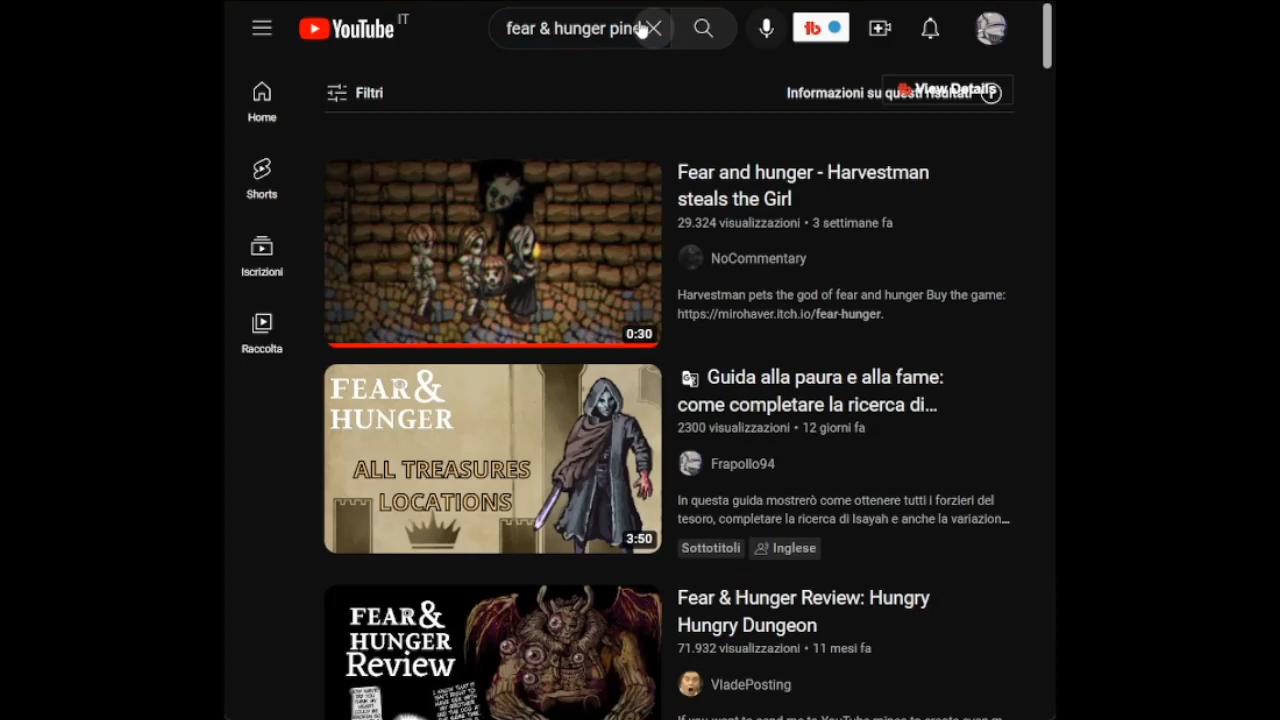 YouTube IT
fear & hunger pine
Filtri
Informazioni su questi risultati
View Details
Home
Shorts
Iscrizioni
Raccolta
0:30
Fear and hunger - Harvestman
steals the Girl
29.324 visualizzazioni • 3 settimane fa
NoCommentary
Harvestman pets the god of fear and hunger Buy the game:
https://mirohaver.itch.io/fear-hunger.
FEAR&
HUNGER
ALL TREASURES
LOCATIONS
3:50
Guida alla paura e alla fame:
come completare la ricerca di...
2300 visualizzazioni • 12 giorni fa
Frapollo94
In questa guida mostrerò come ottenere tutti i forzieri del
tesoro, completare la ricerca di Isayah e anche la variazion...
Sottotitoli
Inglese
FEAR&
HUNGER
Review
Fear & Hunger Review: Hungry
Hungry Dungeon
71.932 visualizzazioni • 11 mesi fa
VladePosting